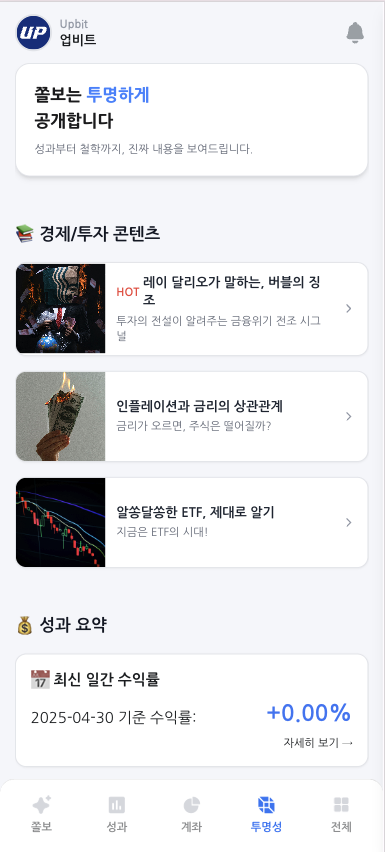 UP
Upbit
업비트
쫄보는 투명하게
공개합니다
성과부터 철학까지, 진짜 내용을 보여드립니다.
📚 경제/투자 콘텐츠
HOT 레이 달리오가 말하는, 버블의 징
조
투자의 전설이 알려주는 금융위기 전조 시그
널
인플레이션과 금리의 상관관계
금리가 오르면, 주식은 떨어질까?
알쏭달쏭한 ETF, 제대로 알기
지금은 ETF의 시대!
💰 성과 요약
📅 최신 일간 수익률
2025-04-30 기준 수익률:
+0.00%
자세히 보기 →
쫄보 성과 계좌 투명성 전체